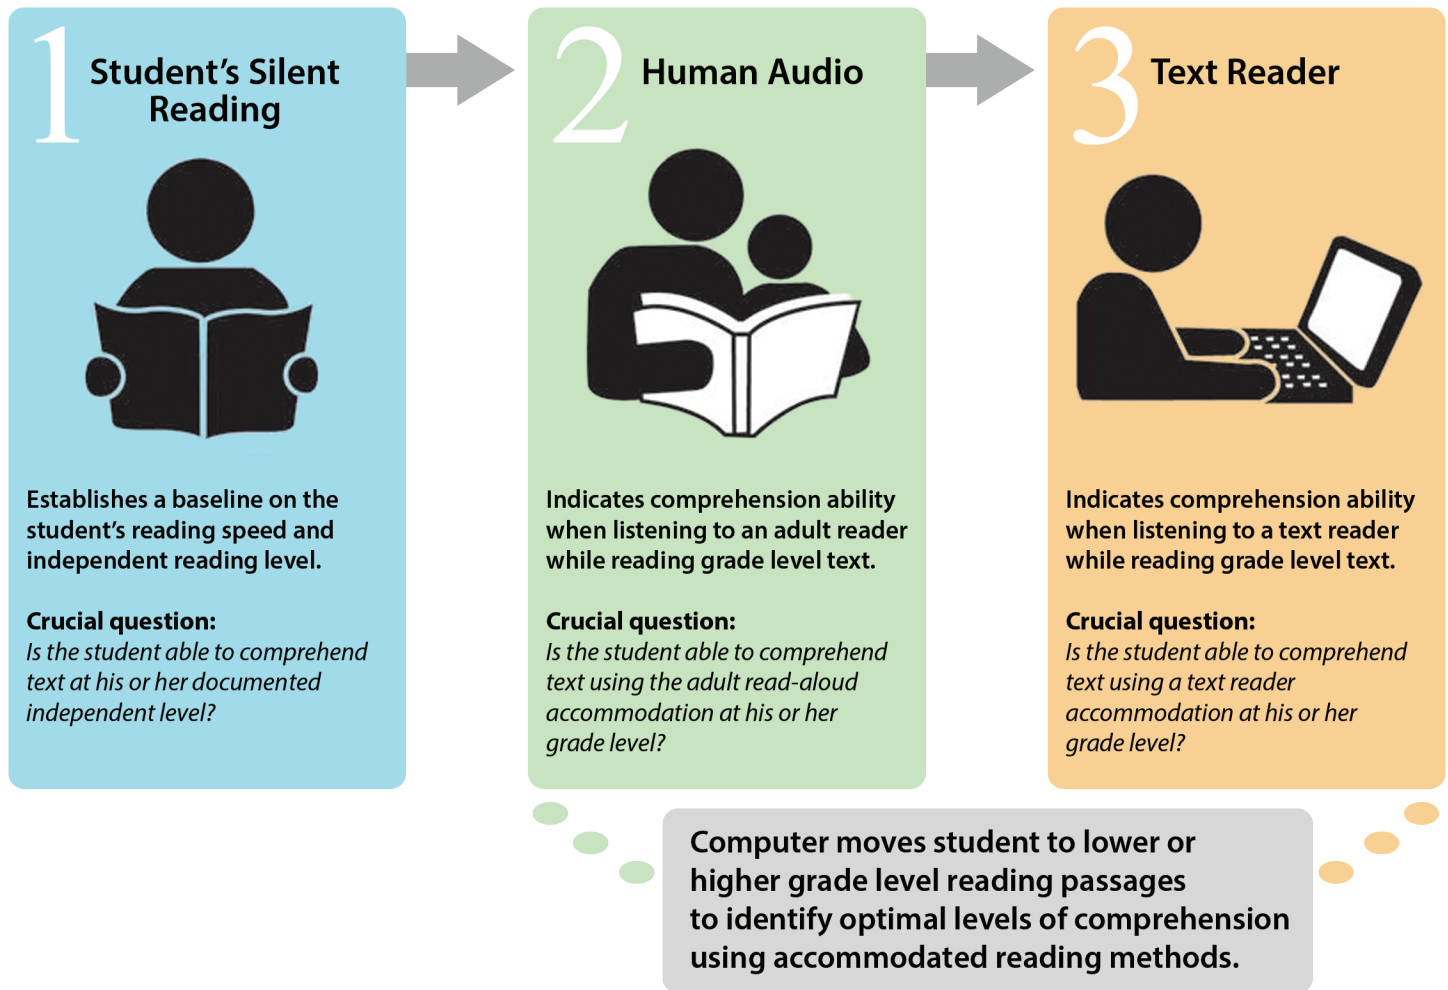 1
Student’s Silent
Reading
Establishes a baseline on the
student’s reading speed and
independent reading level.
Crucial question:
Is the student able to comprehend
text at his or her documented
independent level?
2
Human Audio
Indicates comprehension ability
when listening to an adult reader
while reading grade level text.
Crucial question:
Is the student able to comprehend
text using the adult read-aloud
accommodation at his or her
grade level?
3
Text Reader
Indicates comprehension ability
when listening to a text reader
while reading grade level text.
Crucial question:
Is the student able to comprehend
text using a text reader
accommodation at his or her
grade level?
Computer moves student to lower or
higher grade level reading passages
to identify optimal levels of comprehension
using accommodated reading methods.